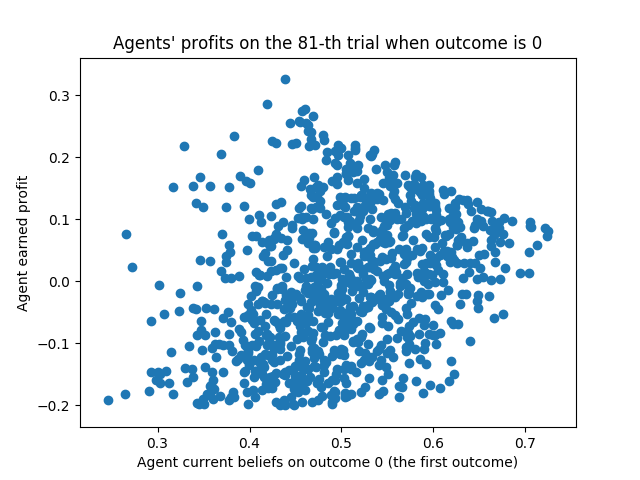 Agents' profits on the 81-th trial when outcome is 0
0.3
0.2
0.1
0.0
−0.1
−0.2
Agent earned profit
0.3 0.4 0.5 0.6 0.7
Agent current beliefs on outcome 0 (the first outcome)